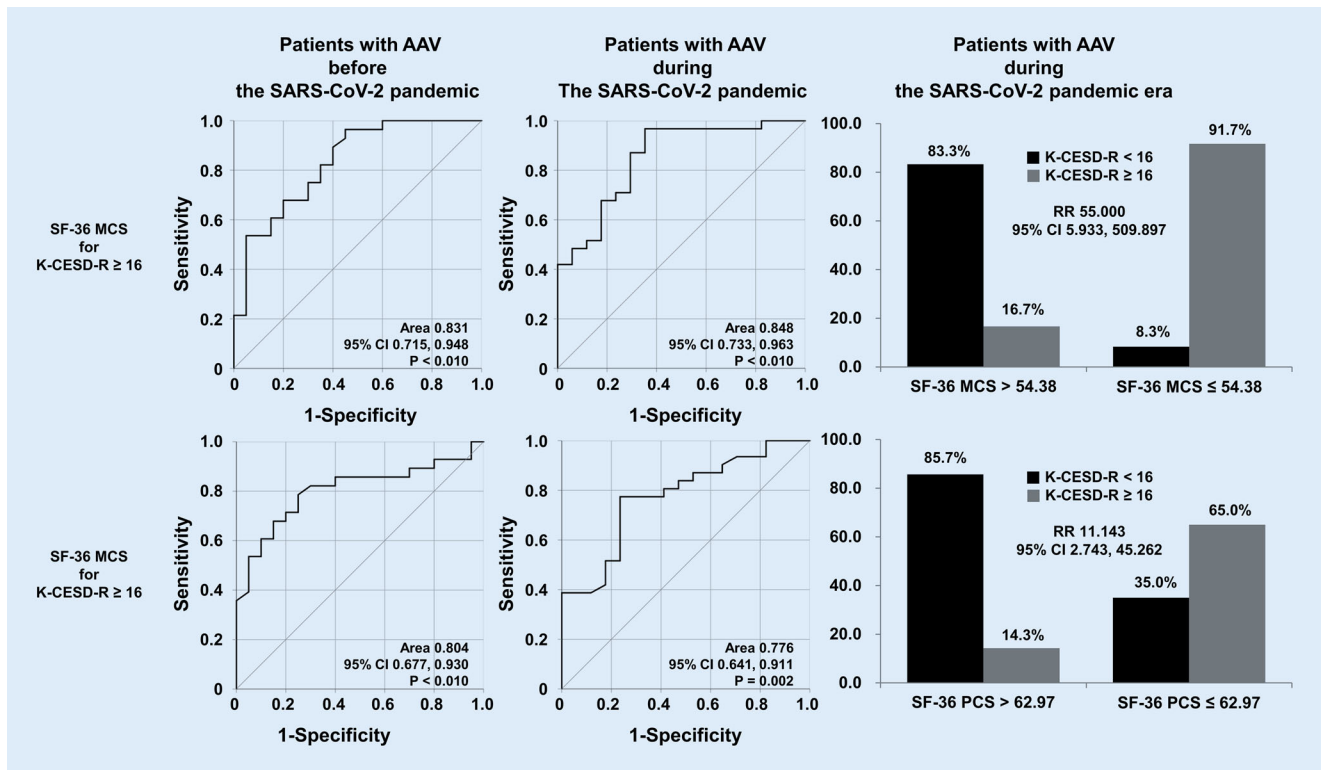 Patients with AAV
before
the SARS-CoV-2 pandemic
Patients with AAV
during
The SARS-CoV-2 pandemic
Patients with AAV
during
the SARS-CoV-2 pandemic era
SF-36 MCS
for
K-CESD-R ≥ 16
Sensitivity
1.0
0.8
0.6
0.4
0.2
0
Area 0.831
95% CI 0.715, 0.948
P < 0.010
0 0.2 0.4 0.6 0.8 1.0
1-Specificity
Sensitivity
1.0
0.8
0.6
0.4
0.2
0
Area 0.848
95% CI 0.733, 0.963
P < 0.010
0 0.2 0.4 0.6 0.8 1.0
1-Specificity
100.0
80.0
60.0
40.0
20.0
0.0
83.3%
16.7%
8.3%
91.7%
K-CESD-R < 16
K-CESD-R ≥ 16
RR 55.000
95% CI 5.933, 509.897
SF-36 MCS > 54.38
SF-36 MCS ≤ 54.38
SF-36 MCS
for
K-CESD-R ≥ 16
Sensitivity
1.0
0.8
0.6
0.4
0.2
0
Area 0.804
95% CI 0.677, 0.930
P < 0.010
0 0.2 0.4 0.6 0.8 1.0
1-Specificity
Sensitivity
1.0
0.8
0.6
0.4
0.2
0
Area 0.776
95% CI 0.641, 0.911
P = 0.002
0 0.2 0.4 0.6 0.8 1.0
1-Specificity
100.0
80.0
60.0
40.0
20.0
0.0
85.7%
14.3%
35.0%
65.0%
K-CESD-R < 16
K-CESD-R ≥ 16
RR 11.143
95% CI 2.743, 45.262
SF-36 PCS > 62.97
SF-36 PCS ≤ 62.97